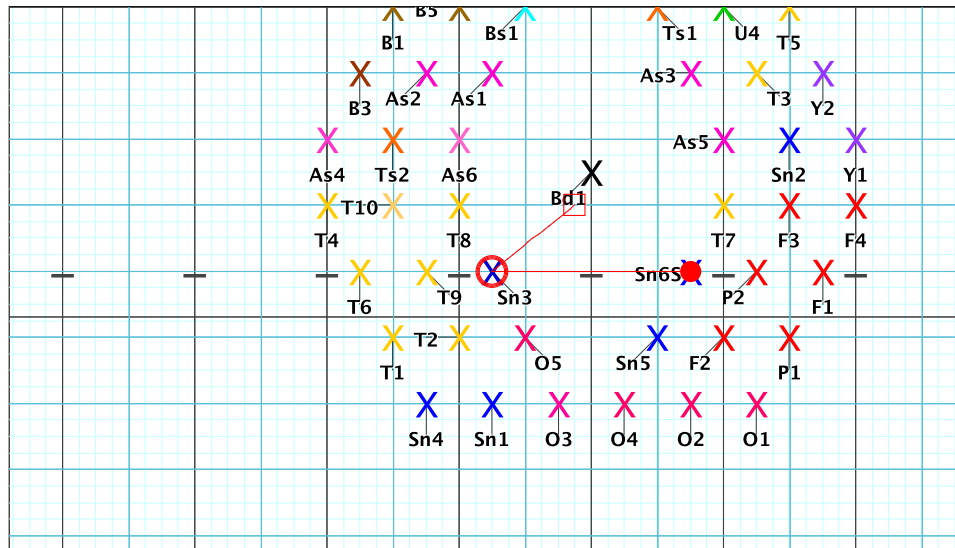 B5
B1 Bs1 Ts1 U4 T5
B3 As2 As1 As3 T3 Y2
As4 Ts2 As6 As5 Sn2 Y1
Bd1
T10
T4 T8 T7 F3 F4
T6 T9 Sn3 Sn6S P2 F1
T1 T2 O5 Sn5 F2 P1
Sn4 Sn1 O3 O4 O2 O1